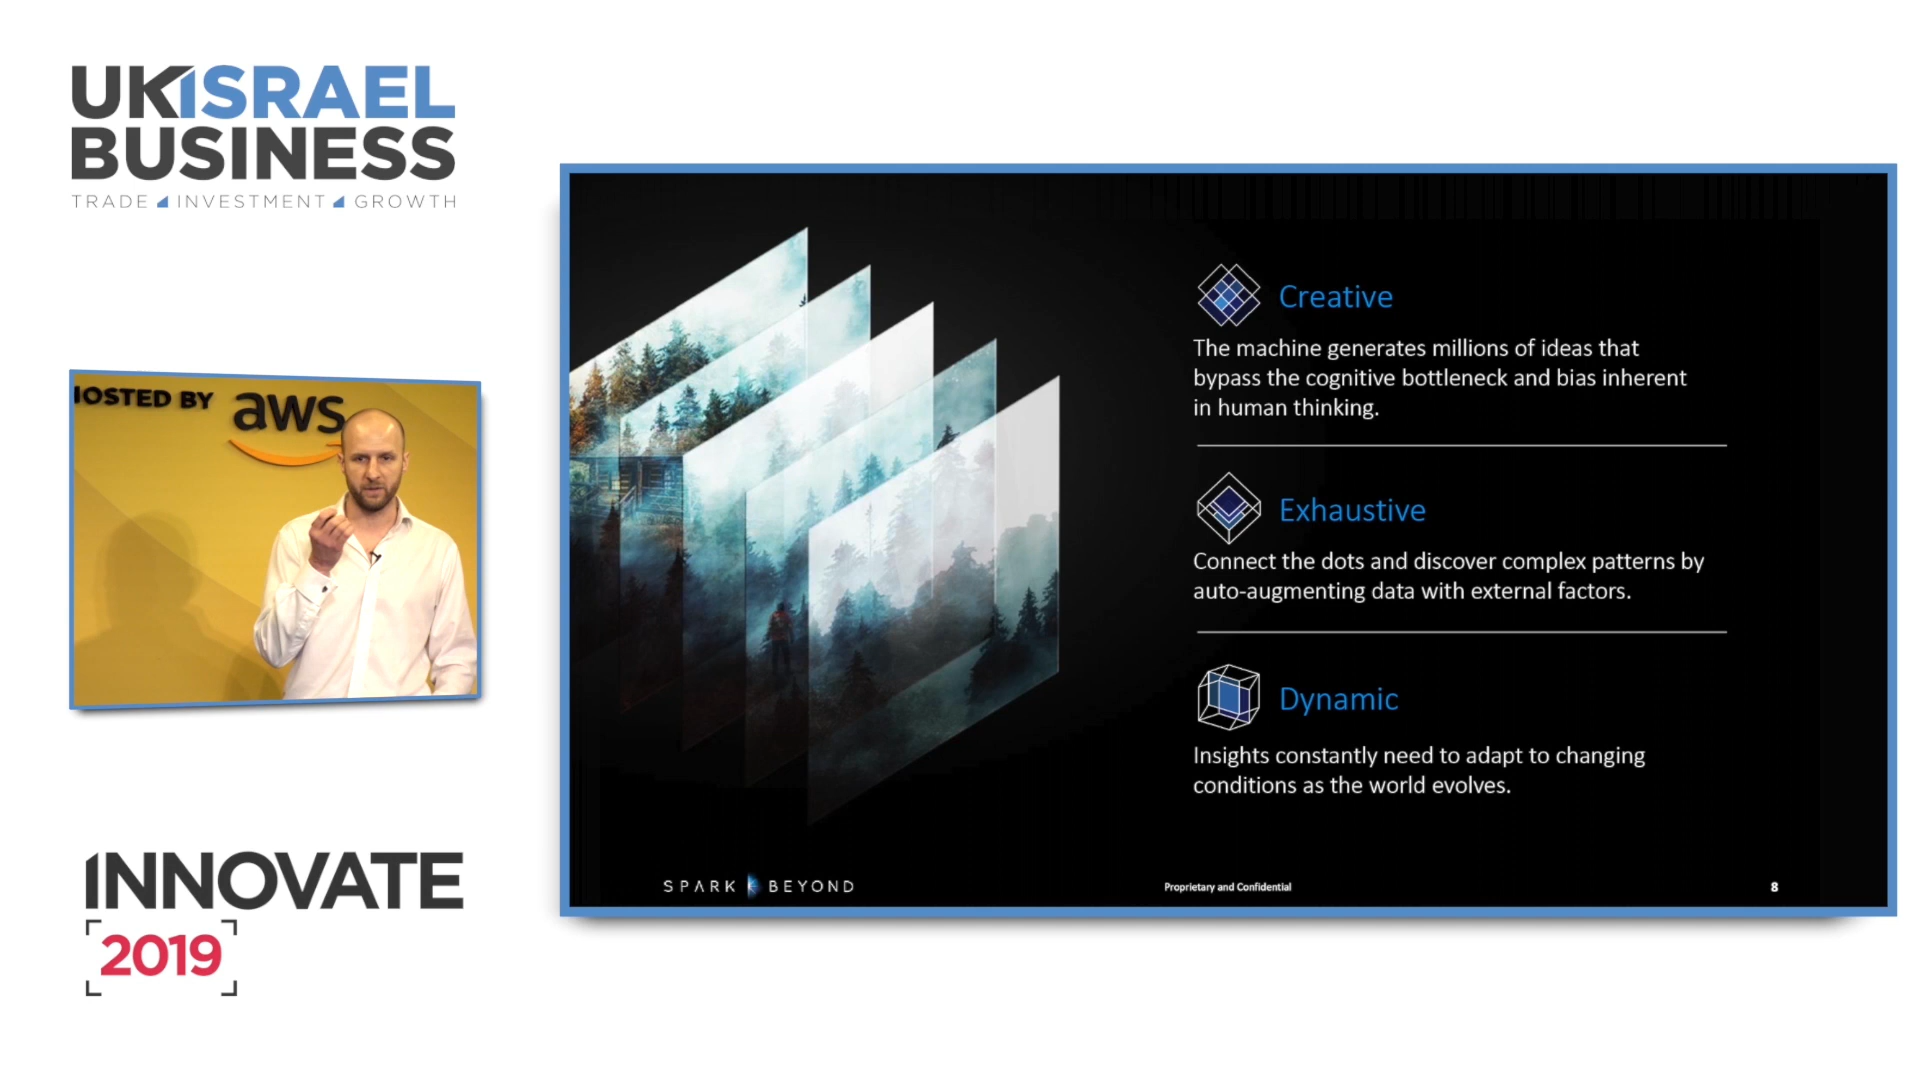 UKISRAEL
BUSINESS
TRADE INVESTMENT GROWTH
HOSTED BY aws
INNOVATE
2019
Creative
The machine generates millions of ideas that
bypass the cognitive bottleneck and bias inherent
in human thinking.
Exhaustive
Connect the dots and discover complex patterns by
auto-augmenting data with external factors.
Dynamic
Insights constantly need to adapt to changing
conditions as the world evolves.
SPARK BEYOND
Proprietary and Confidential
8